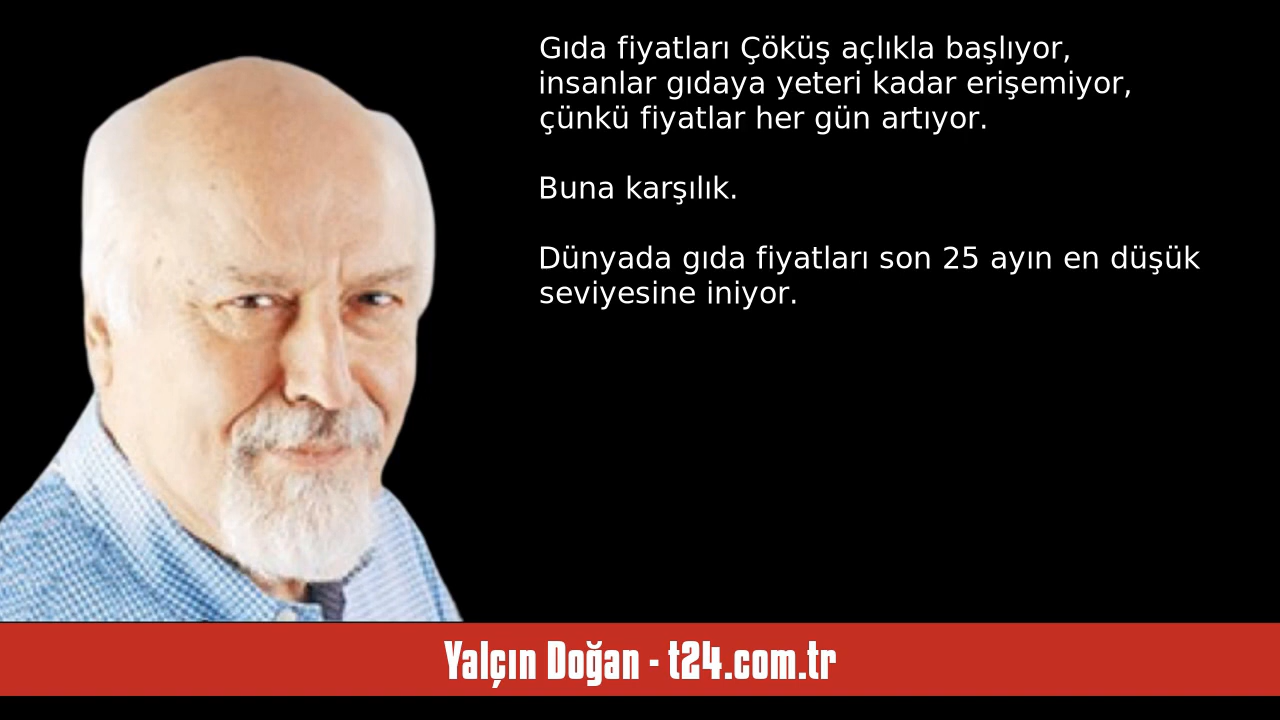 Gıda fiyatları Çöküş açlıkla başlıyor,
insanlar gıdaya yeteri kadar erişemiyor,
çünkü fiyatlar her gün artıyor.
Buna karşılık.
Dünyada gıda fiyatları son 25 ayın en düşük
seviyesine iniyor.
Yalçın Doğan - t24.com.tr